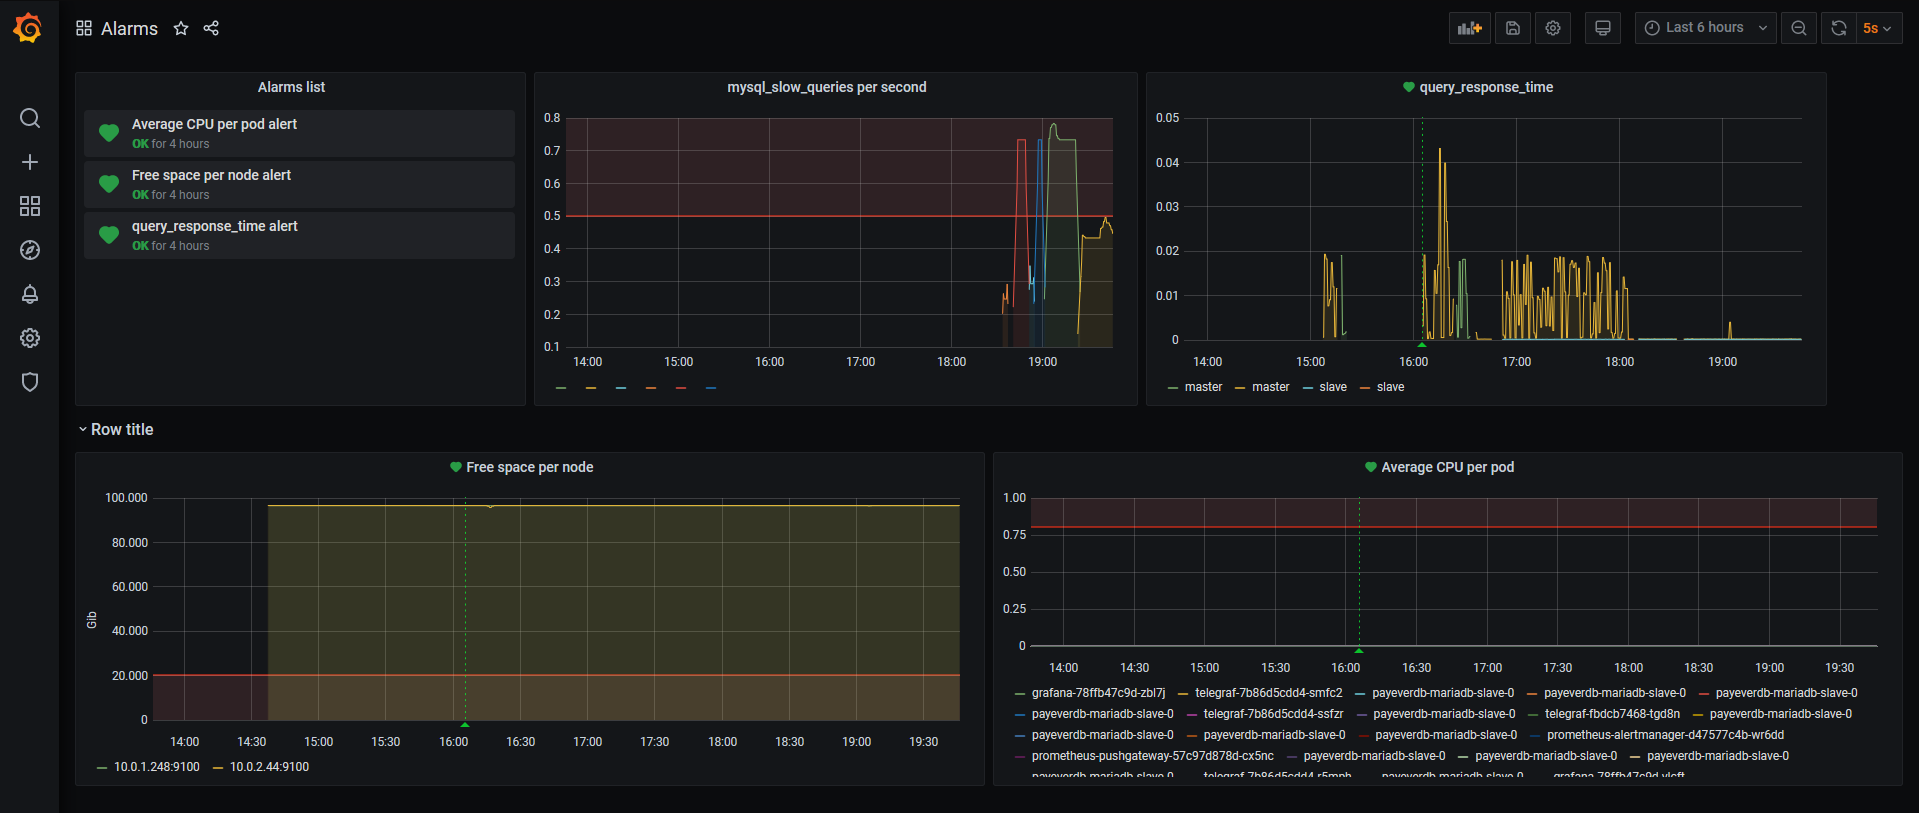 Alarms
Last 6 hours
5s
Alarms list
Average CPU per pod alert
OK for 4 hours
Free space per node alert
OK for 4 hours
query_response_time alert
OK for 4 hours
mysql_slow_queries per second
0.8
0.7
0.6
0.5
0.4
0.3
0.2
0.1
14:00 15:00 16:00 17:00 18:00 19:00
query_response_time
0.05
0.04
0.03
0.02
0.01
0
14:00 15:00 16:00 17:00 18:00 19:00
master master slave slave
Row title
Free space per node
Gib
100.000
80.000
60.000
40.000
20.000
0
14:00 14:30 15:00 15:30 16:00 16:30 17:00 17:30 18:00 18:30 19:00 19:30
10.0.1.248:9100 10.0.2.44:9100
Average CPU per pod
1.00
0.75
0.50
0.25
0
14:00 14:30 15:00 15:30 16:00 16:30 17:00 17:30 18:00 18:30 19:00 19:30
grafana-78ffb47c9d-zbl7j telegraf-7b86d5cdd4-smfc2 payeverdb-mariadb-slave-0 payeverdb-mariadb-slave-0 payeverdb-mariadb-slave-0
payeverdb-mariadb-slave-0 telegraf-7b86d5cdd4-ssfzr payeverdb-mariadb-slave-0 telegraf-fbdcb7468-tgd8n payeverdb-mariadb-slave-0
payeverdb-mariadb-slave-0 payeverdb-mariadb-slave-0 payeverdb-mariadb-slave-0 prometheus-alertmanager-d47577c4b-wr6dd
prometheus-pushgateway-57c97d878d-cx5nc payeverdb-mariadb-slave-0 payeverdb-mariadb-slave-0 payeverdb-mariadb-slave-0
payeverdb-mariadb-slave-0 telegraf-7b86d5cdd4-r5mph payeverdb-mariadb-slave-0